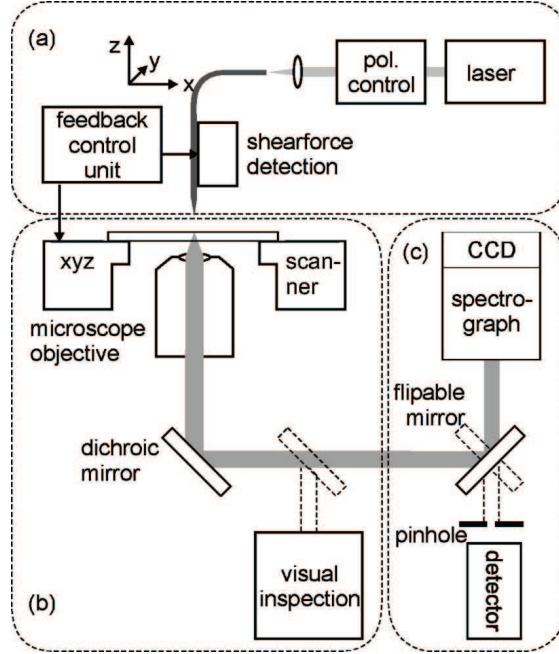 (a)
z
y
x
pol.
control
laser
feedback
control
unit
shearforce
detection
xyz
scan-
ner
microscope
objective
dichroic
mirror
visual
inspection
(b)
(c)
CCD
spectro-
graph
flipable
mirror
pinhole
detector